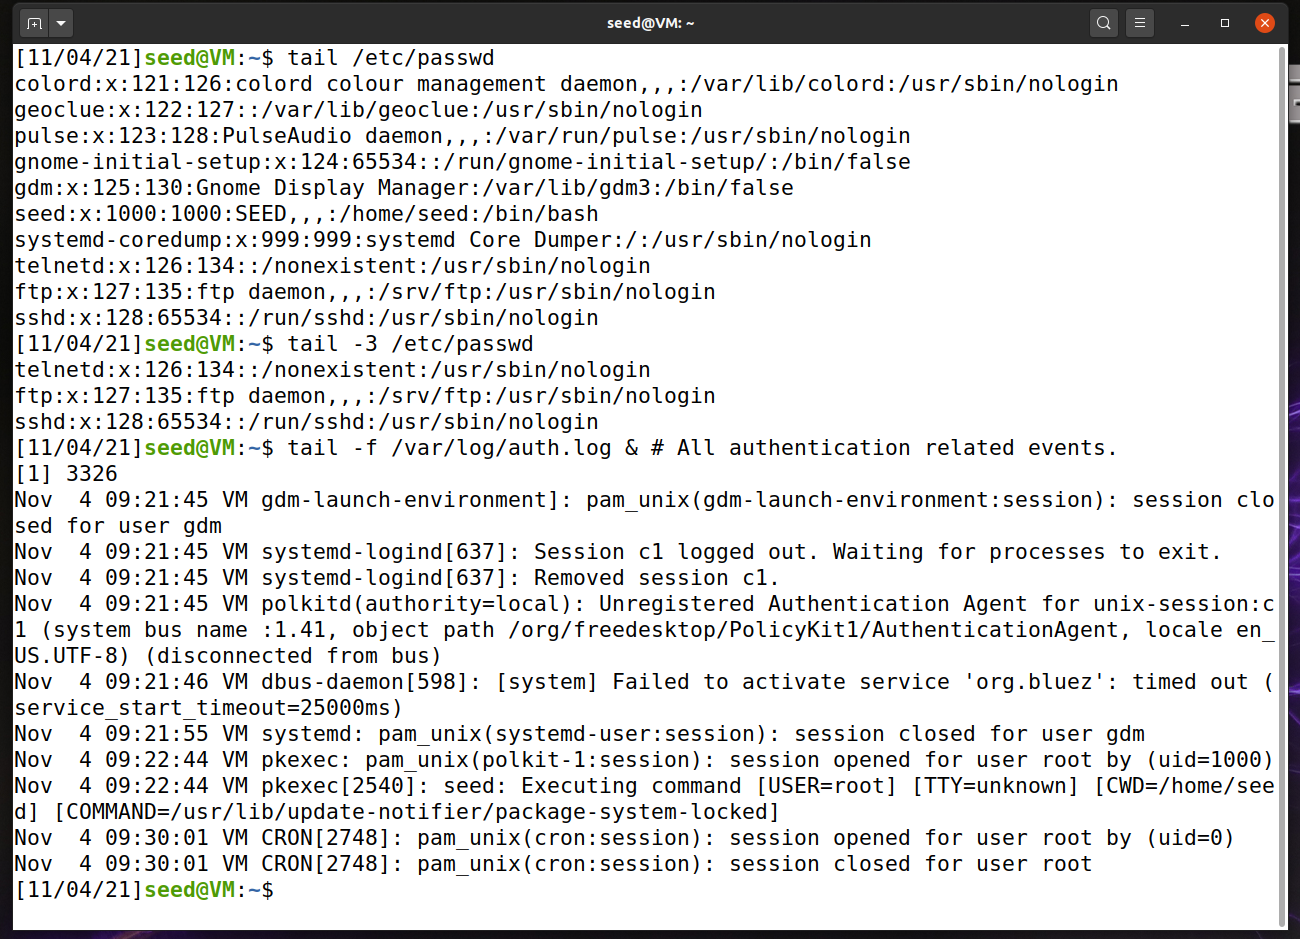 seed@VM: ~
[11/04/21]seed@VM:~$ tail /etc/passwd
colord:x:121:126:colord colour management daemon,,,:/var/lib/colord:/usr/sbin/nologin
geoclue:x:122:127::/var/lib/geoclue:/usr/sbin/nologin
pulse:x:123:128:PulseAudio daemon,,,:/var/run/pulse:/usr/sbin/nologin
gnome-initial-setup:x:124:65534::/run/gnome-initial-setup/:/bin/false
gdm:x:125:130:Gnome Display Manager:/var/lib/gdm3:/bin/false
seed:x:1000:1000:SEED,,,:/home/seed:/bin/bash
systemd-coredump:x:999:999:systemd Core Dumper:/:/usr/sbin/nologin
telnetd:x:126:134::/nonexistent:/usr/sbin/nologin
ftp:x:127:135:ftp daemon,,,:/srv/ftp:/usr/sbin/nologin
sshd:x:128:65534::/run/sshd:/usr/sbin/nologin
[11/04/21]seed@VM:~$ tail -3 /etc/passwd
telnetd:x:126:134::/nonexistent:/usr/sbin/nologin
ftp:x:127:135:ftp daemon,,,:/srv/ftp:/usr/sbin/nologin
sshd:x:128:65534::/run/sshd:/usr/sbin/nologin
[11/04/21]seed@VM:~$ tail -f /var/log/auth.log & # All authentication related events.
[1] 3326
Nov  4 09:21:45 VM gdm-launch-environment]: pam_unix(gdm-launch-environment:session): session clo
sed for user gdm
Nov  4 09:21:45 VM systemd-logind[637]: Session c1 logged out. Waiting for processes to exit.
Nov  4 09:21:45 VM systemd-logind[637]: Removed session c1.
Nov  4 09:21:45 VM polkitd(authority=local): Unregistered Authentication Agent for unix-session:c
1 (system bus name :1.41, object path /org/freedesktop/PolicyKit1/AuthenticationAgent, locale en_
US.UTF-8) (disconnected from bus)
Nov  4 09:21:46 VM dbus-daemon[598]: [system] Failed to activate service 'org.bluez': timed out (
service_start_timeout=25000ms)
Nov  4 09:21:55 VM systemd: pam_unix(systemd-user:session): session closed for user gdm
Nov  4 09:22:44 VM pkexec: pam_unix(polkit-1:session): session opened for user root by (uid=1000)
Nov  4 09:22:44 VM pkexec[2540]: seed: Executing command [USER=root] [TTY=unknown] [CWD=/home/see
d] [COMMAND=/usr/lib/update-notifier/package-system-locked]
Nov  4 09:30:01 VM CRON[2748]: pam_unix(cron:session): session opened for user root by (uid=0)
Nov  4 09:30:01 VM CRON[2748]: pam_unix(cron:session): session closed for user root
[11/04/21]seed@VM:~$